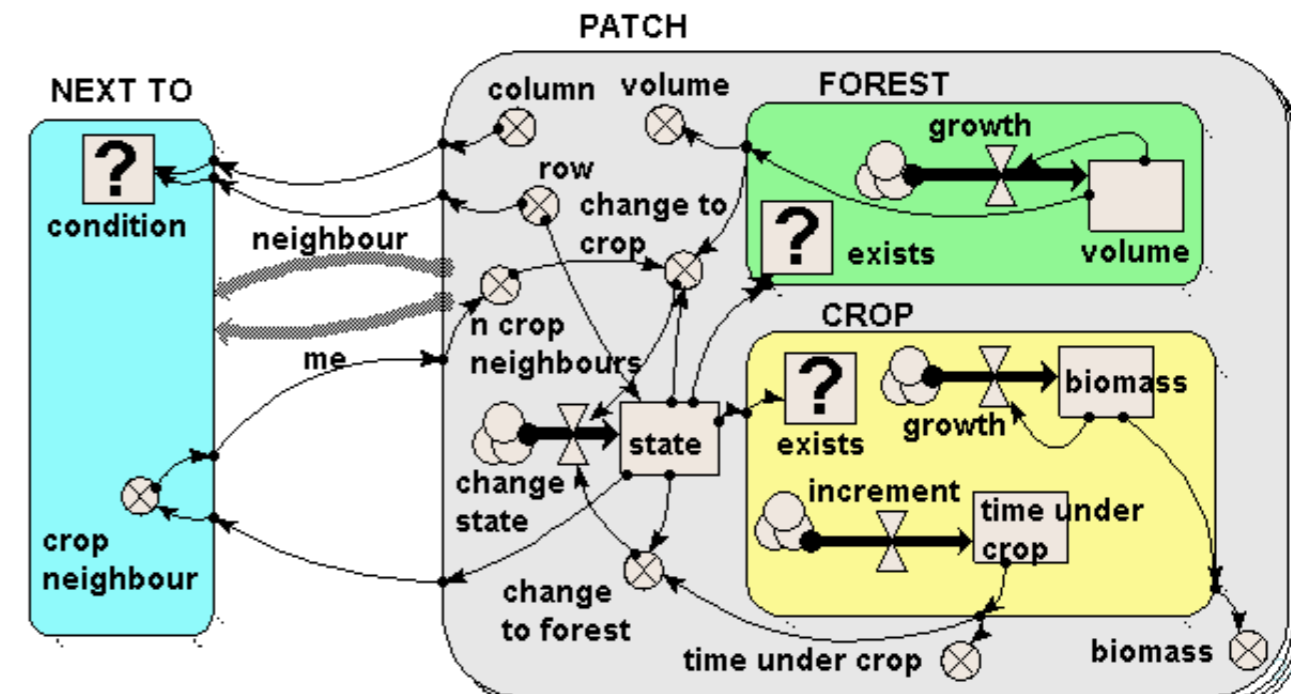 PATCH
NEXT TO
column
volume
FOREST
growth
?
condition
row
change to
crop
neighbour
?
exists
volume
n crop
neighbours
CROP
me
?
exists
biomass
growth
state
change
state
increment
time under
crop
crop
neighbour
change
to forest
time under crop
biomass